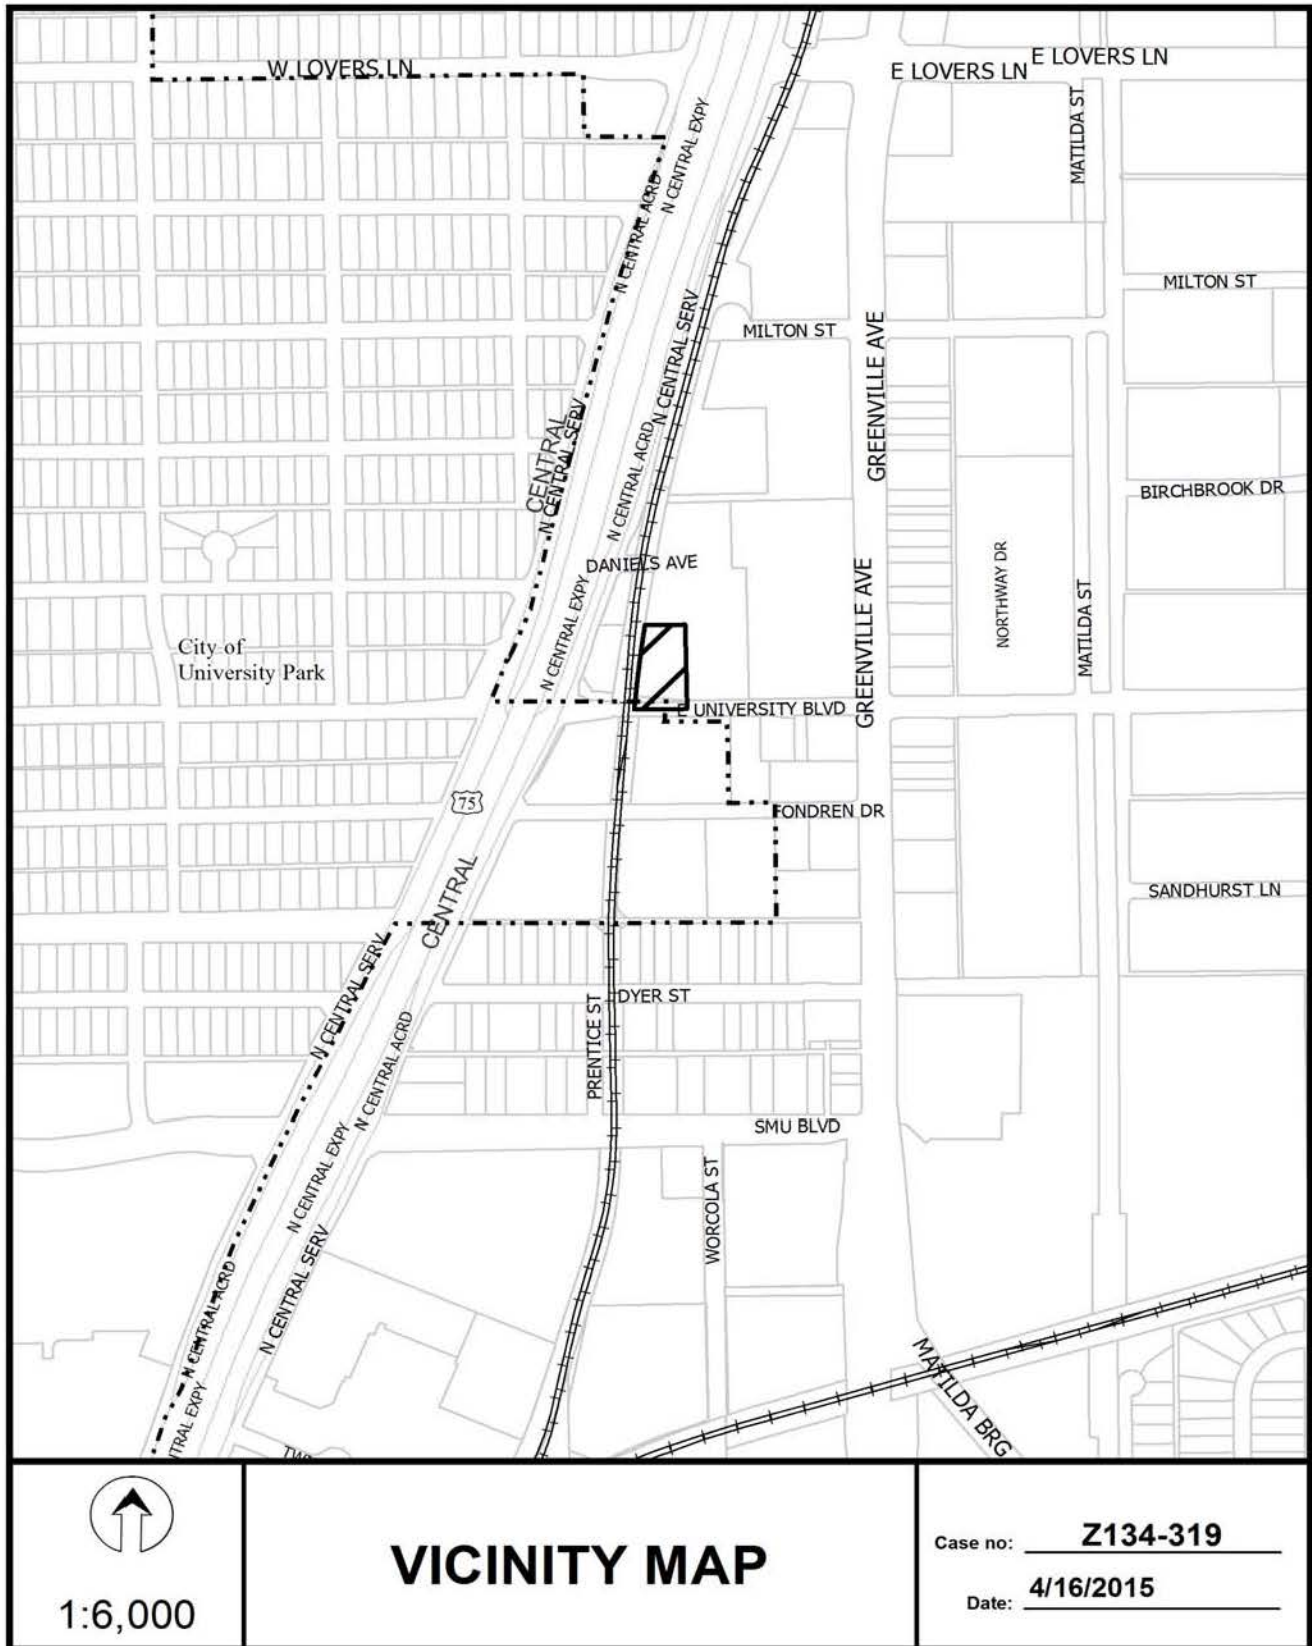 W LOVERS LN
E LOVERS LN
E LOVERS LN
MATILDA ST
N CENTRAL EXPY
N CENTRAL ACRD
MILTON ST
MILTON ST
N CENTRAL SERV
GREENVILLE AVE
CENTRAL
N CENTRAL SERV
N CENTRAL ACRD
BIRCHBROOK DR
DANIELS AVE
NORTHWAY DR
N CENTRAL EXPY
GREENVILLE AVE
MATILDA ST
City of
University Park
E UNIVERSITY BLVD
75
FONDREN DR
CENTRAL
SANDHURST LN
N CENTRAL SERV
DYER ST
PRENTICE ST
N CENTRAL ACRD
SMU BLVD
N CENTRAL EXPY
WORCOLA ST
N CENTRAL SERV
N CENTRAL ACRD
MATILDA BRG
TRAL EXPY
1:6,000
VICINITY MAP
Case no: Z134-319
Date: 4/16/2015